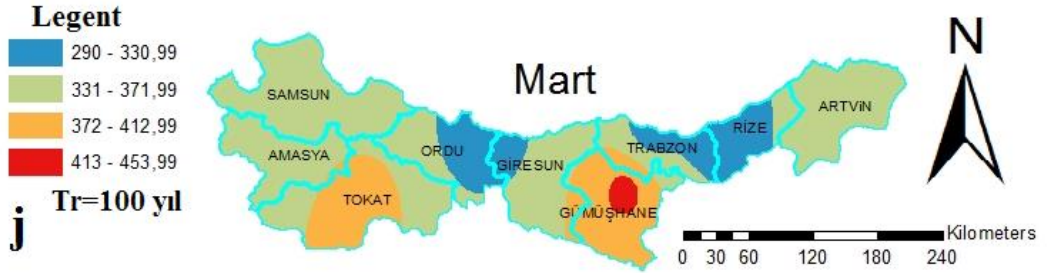 Legent
290 - 330,99
331 - 371,99
372 - 412,99
413 - 453,99
Tr=100 yıl
j
Mart
N
SAMSUN
AMASYA
TOKAT
ORDU
GİRESUN
GÜMÜŞHANE
TRABZON
RİZE
ARTVİN
Kilometers
0 30 60 120 180 240